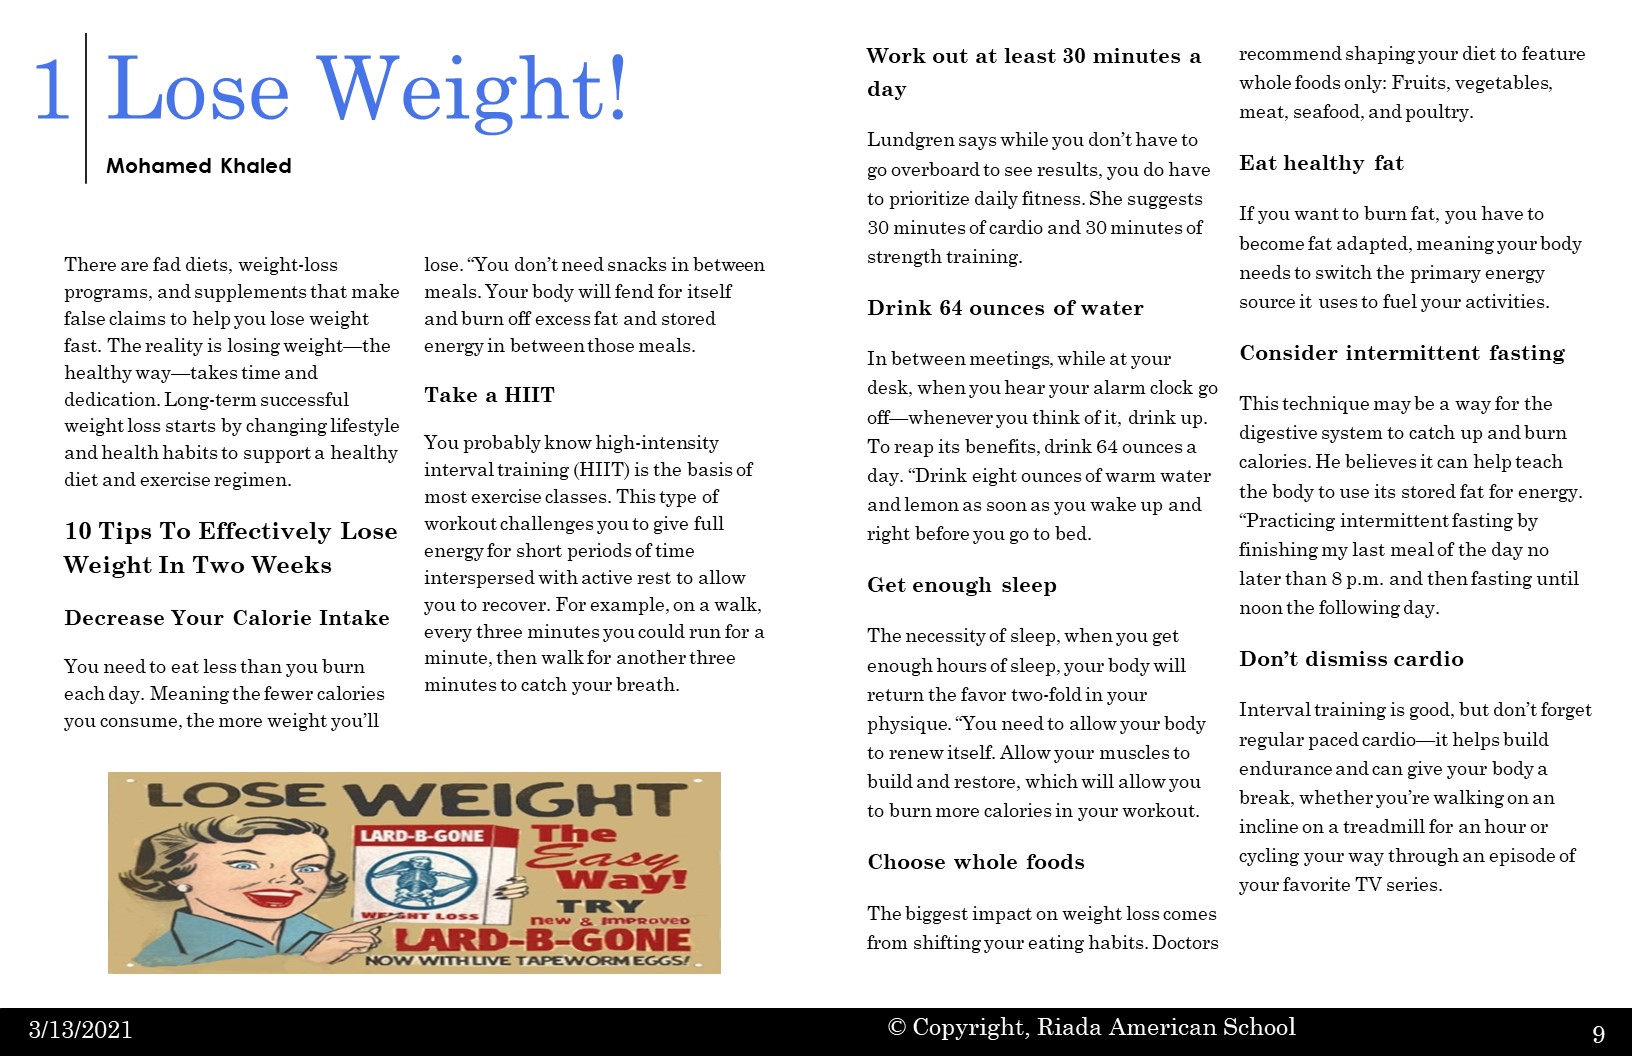 1
Lose Weight!
Mohamed Khaled
There are fad diets, weight-loss
programs, and supplements that make
false claims to help you lose weight
fast. The reality is losing weight—the
healthy way—takes time and
dedication. Long-term successful
weight loss starts by changing lifestyle
and health habits to support a healthy
diet and exercise regimen.
10 Tips To Effectively Lose
Weight In Two Weeks
Decrease Your Calorie Intake
You need to eat less than you burn
each day. Meaning the fewer calories
you consume, the more weight you’ll
lose. “You don’t need snacks in between
meals. Your body will fend for itself
and burn off excess fat and stored
energy in between those meals.
Take a HIIT
You probably know high-intensity
interval training (HIIT) is the basis of
most exercise classes. This type of
workout challenges you to give full
energy for short periods of time
interspersed with active rest to allow
you to recover. For example, on a walk,
every three minutes you could run for a
minute, then walk for another three
minutes to catch your breath.
LOSE WEIGHT
LARD-B-GONE
WEIGHT LOSS
The
Easy
Way!
TRY
New & Improved
LARD-B-GONE
NOW WITH LIVE TAPEWORM EGGS!
Work out at least 30 minutes a
day
Lundgren says while you don’t have to
go overboard to see results, you do have
to prioritize daily fitness. She suggests
30 minutes of cardio and 30 minutes of
strength training.
Drink 64 ounces of water
In between meetings, while at your
desk, when you hear your alarm clock go
off—whenever you think of it, drink up.
To reap its benefits, drink 64 ounces a
day. “Drink eight ounces of warm water
and lemon as soon as you wake up and
right before you go to bed.
Get enough sleep
The necessity of sleep, when you get
enough hours of sleep, your body will
return the favor two-fold in your
physique. “You need to allow your body
to renew itself. Allow your muscles to
build and restore, which will allow you
to burn more calories in your workout.
Choose whole foods
The biggest impact on weight loss comes
from shifting your eating habits. Doctors
recommend shaping your diet to feature
whole foods only: Fruits, vegetables,
meat, seafood, and poultry.
Eat healthy fat
If you want to burn fat, you have to
become fat adapted, meaning your body
needs to switch the primary energy
source it uses to fuel your activities.
Consider intermittent fasting
This technique may be a way for the
digestive system to catch up and burn
calories. He believes it can help teach
the body to use its stored fat for energy.
“Practicing intermittent fasting by
finishing my last meal of the day no
later than 8 p.m. and then fasting until
noon the following day.
Don’t dismiss cardio
Interval training is good, but don’t forget
regular paced cardio—it helps build
endurance and can give your body a
break, whether you’re walking on an
incline on a treadmill for an hour or
cycling your way through an episode of
your favorite TV series.
3/13/2021
© Copyright, Riada American School
9